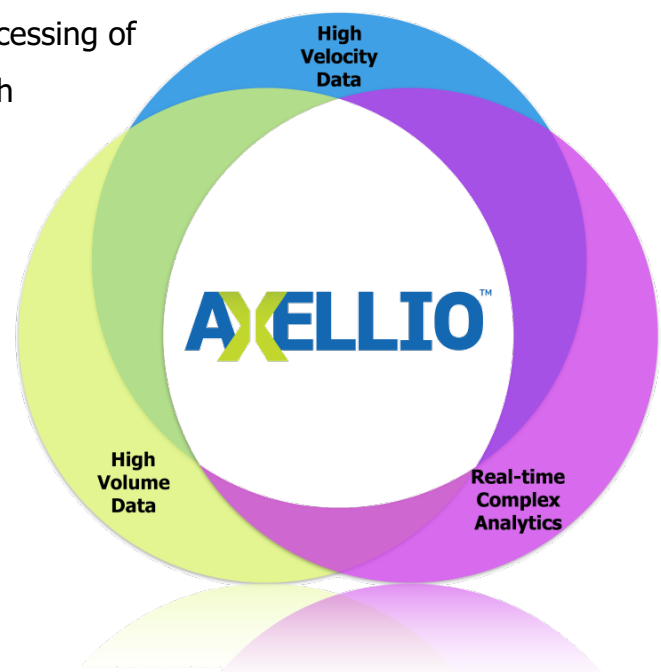 cessing of
h
High
Velocity
Data
AXELLIO™
High
Volume
Data
Real-time
Complex
Analytics